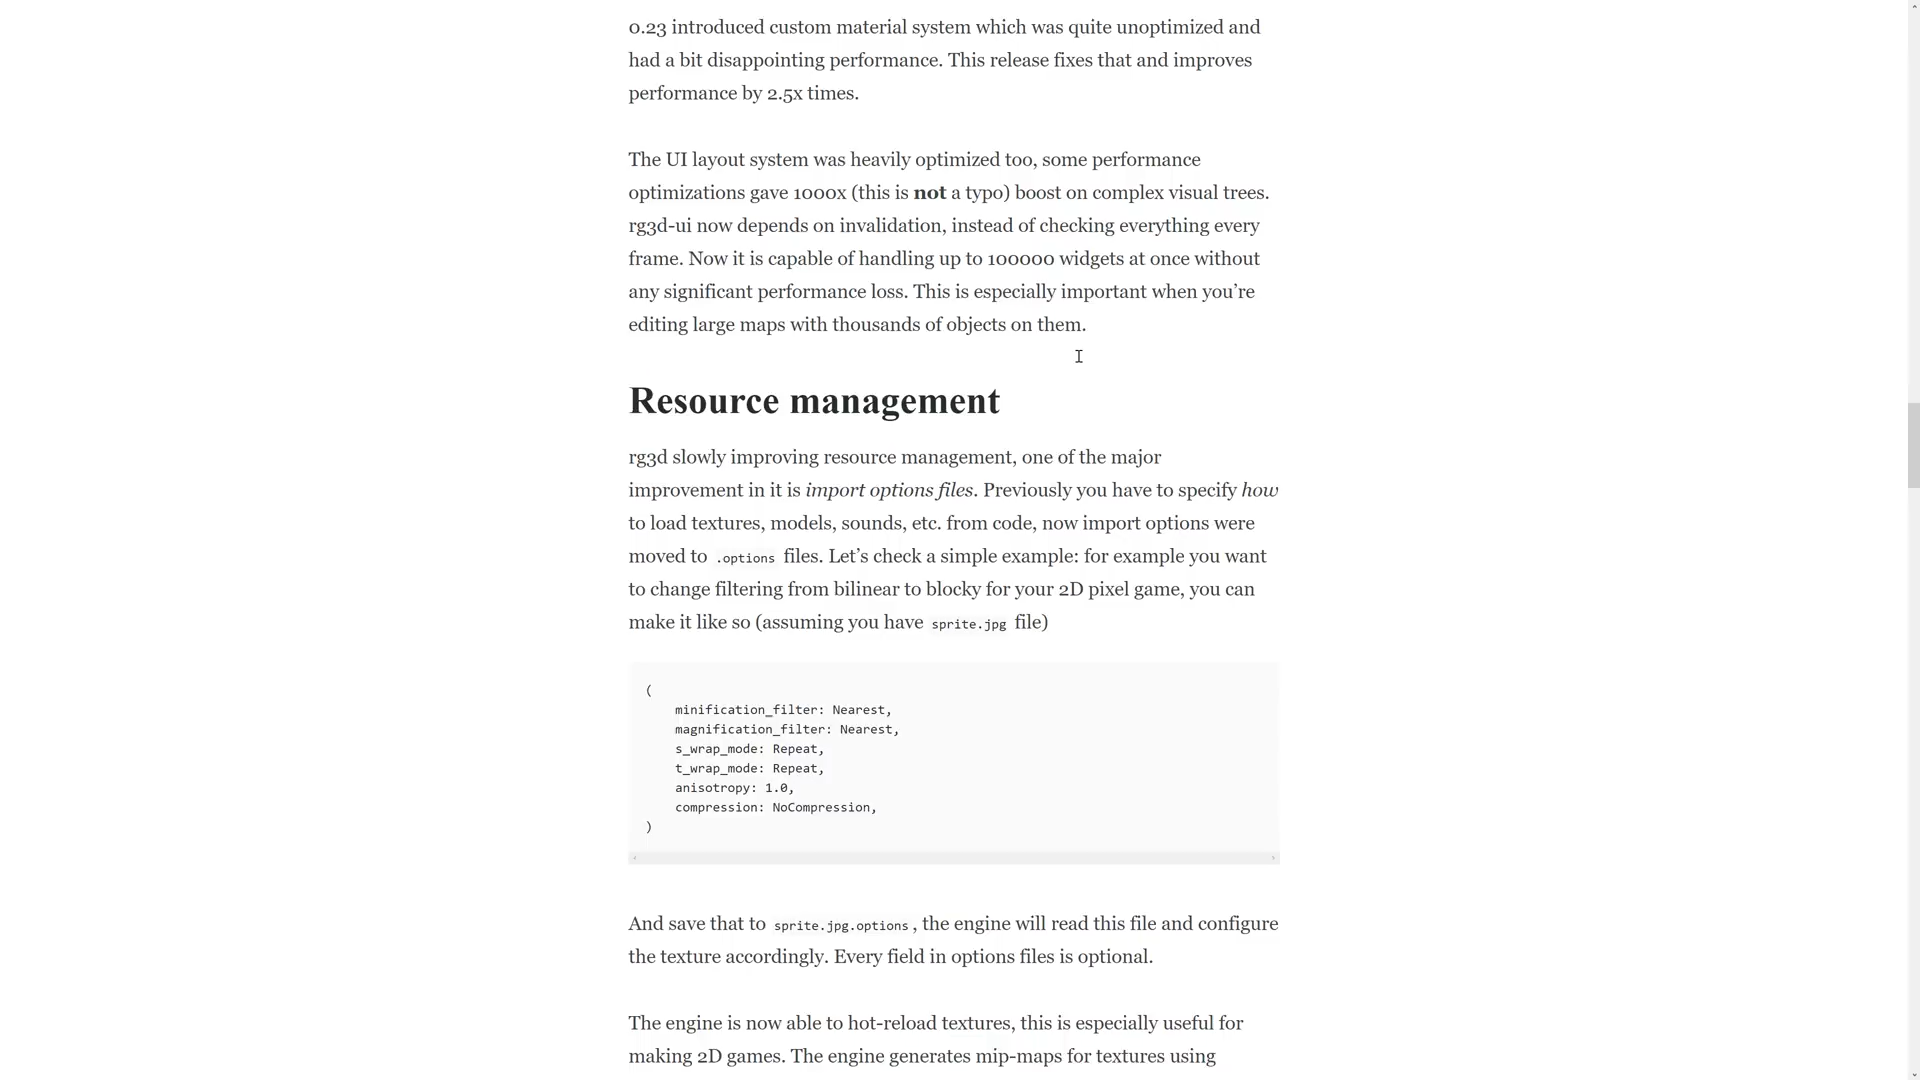 0.23 introduced custom material system which was quite unoptimized and
had a bit disappointing performance. This release fixes that and improves
performance by 2.5x times.
The UI layout system was heavily optimized too, some performance
optimizations gave 1000x (this is not a typo) boost on complex visual trees.
rg3d-ui now depends on invalidation, instead of checking everything every
frame. Now it is capable of handling up to 100000 widgets at once without
any significant performance loss. This is especially important when you’re
editing large maps with thousands of objects on them.
Resource management
rg3d slowly improving resource management, one of the major
improvement in it is import options files. Previously you have to specify how
to load textures, models, sounds, etc. from code, now import options were
moved to .options files. Let’s check a simple example: for example you want
to change filtering from bilinear to blocky for your 2D pixel game, you can
make it like so (assuming you have sprite.jpg file)
(
    minification_filter: Nearest,
    magnification_filter: Nearest,
    s_wrap_mode: Repeat,
    t_wrap_mode: Repeat,
    anisotropy: 1.0,
    compression: NoCompression,
)
And save that to sprite.jpg.options, the engine will read this file and configure
the texture accordingly. Every field in options files is optional.
The engine is now able to hot-reload textures, this is especially useful for
making 2D games. The engine generates mip-maps for textures using